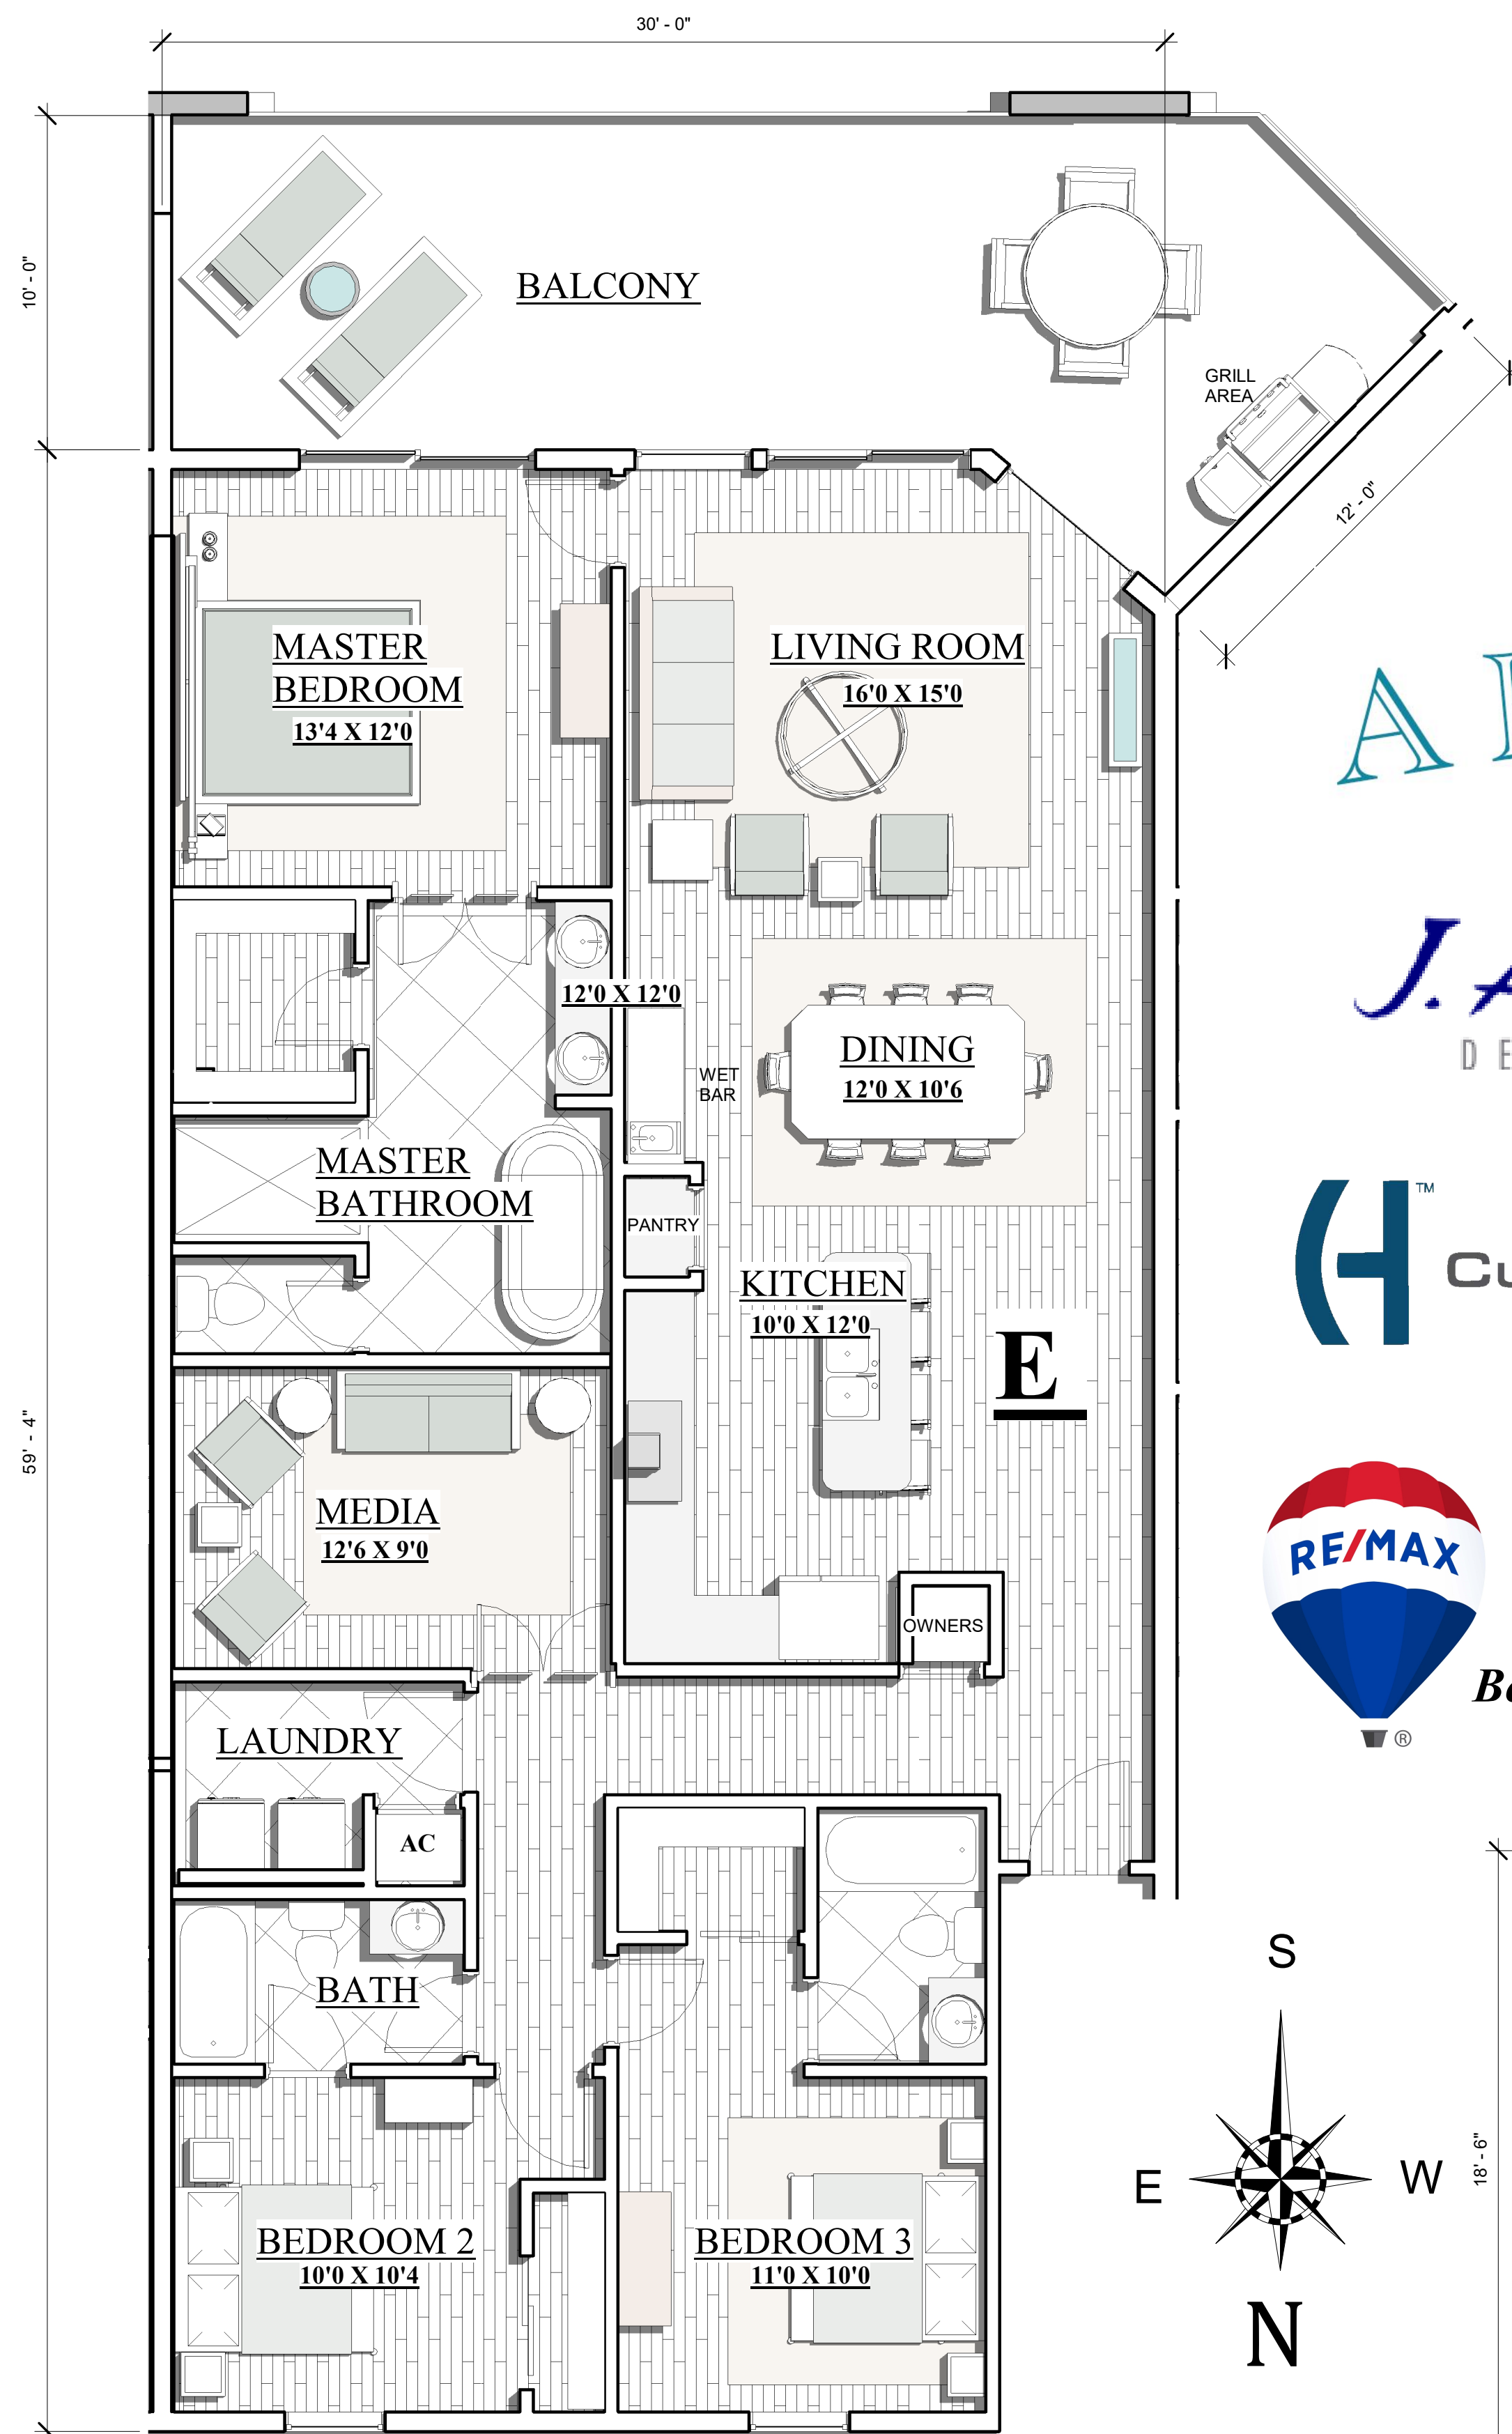 30' - 0"
10' - 0"
BALCONY
GRILL
AREA
12' - 0"
MASTER
BEDROOM
13'4 X 12'0
LIVING ROOM
16'0 X 15'0
A
J. A
D E
12'0 X 12'0
WET
BAR
DINING
12'0 X 10'6
MASTER
BATHROOM
PANTRY
KITCHEN
10'0 X 12'0
E
TM
Cu
59' - 4"
MEDIA
12'6 X 9'0
RE/MAX
®
OWNERS
LAUNDRY
AC
BATH
S
E
W
N
18' - 6"
BEDROOM 2
10'0 X 10'4
BEDROOM 3
11'0 X 10'0